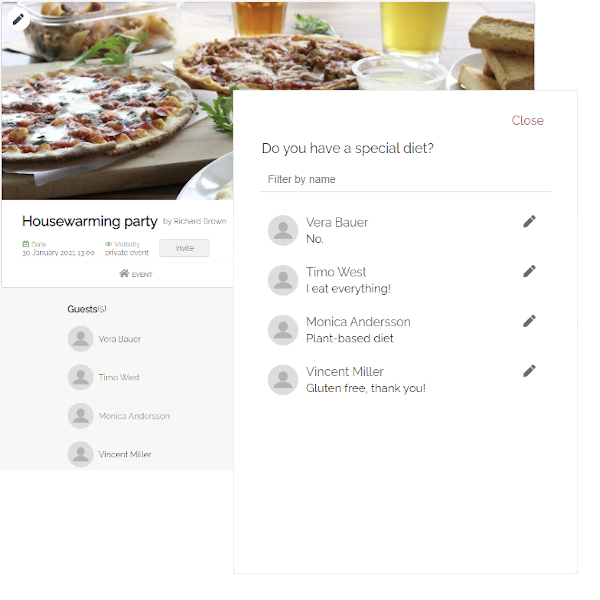 Close
Do you have a special diet?
Filter by name
Vera Bauer
No.
Timo West
I eat everything!
Monica Andersson
Plant-based diet
Vincent Miller
Gluten free, thank you!
Housewarming party by Richard Brown
Date
30 January 2021 13:00
Visibility
private event
Invite
EVENT
Guests(5)
Vera Bauer
Timo West
Monica Andersson
Vincent Miller